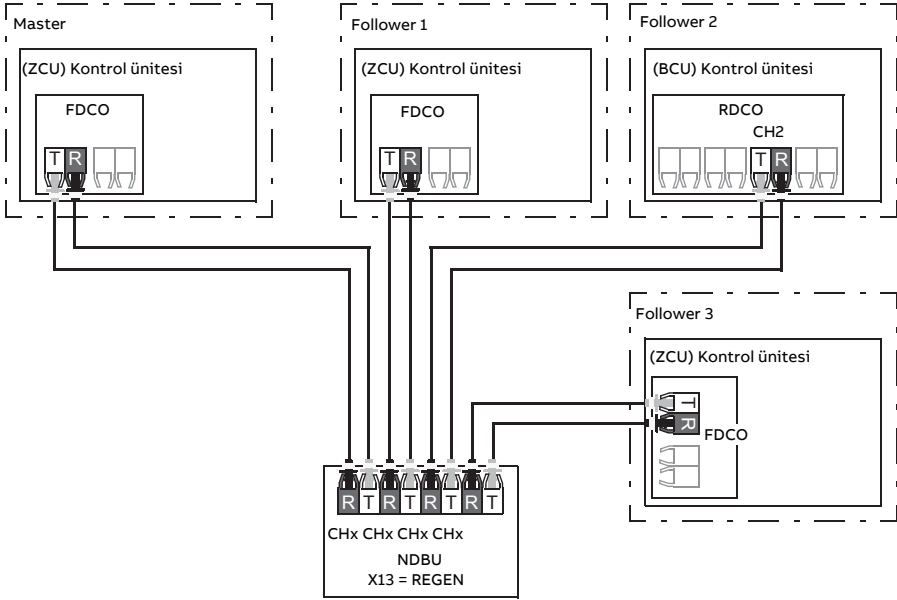 Master
(ZCU) Kontrol ünitesi
FDCO
T R
Follower 1
(ZCU) Kontrol ünitesi
FDCO
T R
Follower 2
(BCU) Kontrol ünitesi
RDCO
CH2
T R
Follower 3
(ZCU) Kontrol ünitesi
T
R
FDCO
R T R T R T R T
CHx CHx CHx CHx
NDBU
X13 = REGEN